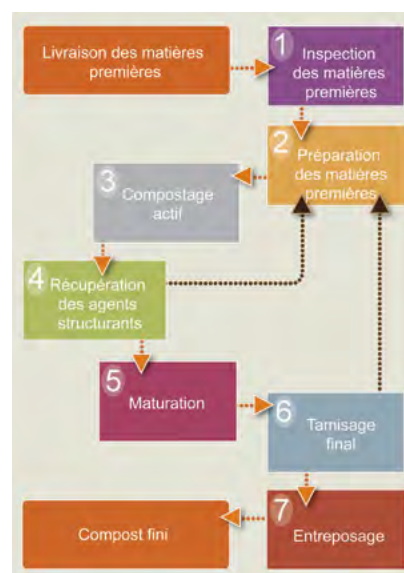 Livraison des matières
premières
1
Inspection
des matières
premières
2
Préparation
des matières
premières
3
Compostage
actif
4
Récupération
des agents
structurants
5
Maturation
6
Tamisage
final
7
Entreposage
Compost fini